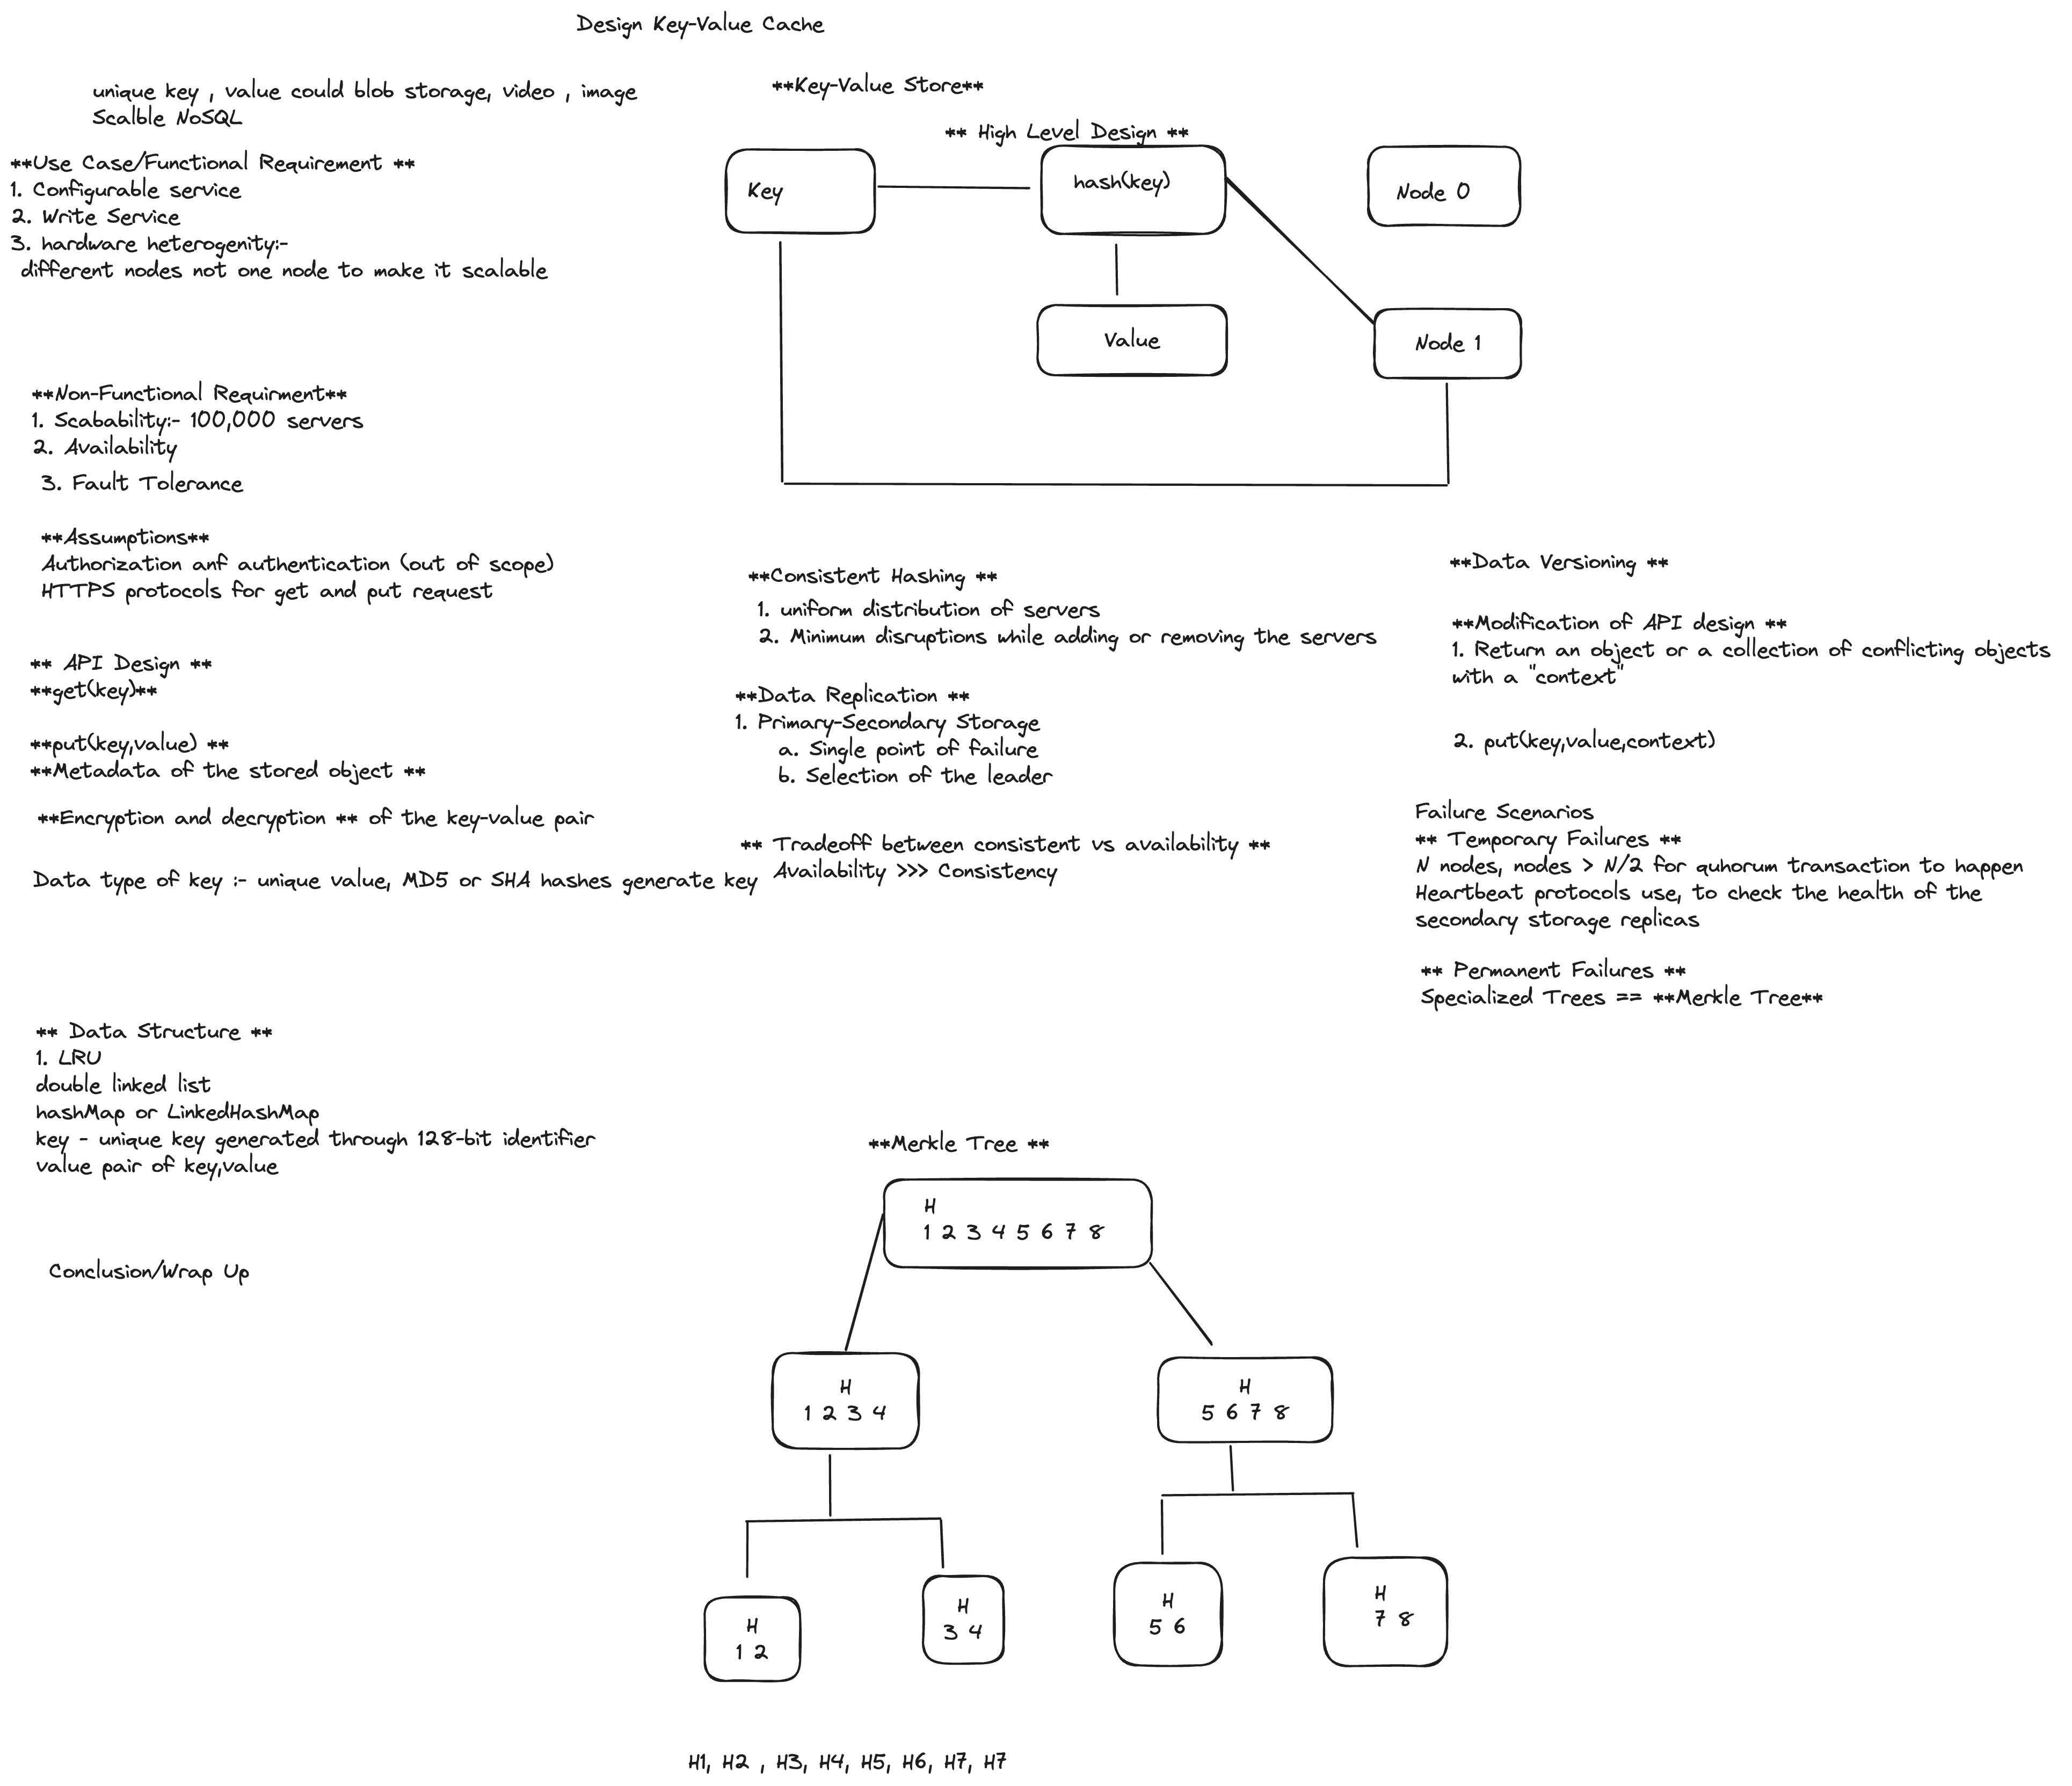 Design Key-Value Cache
unique key , value could blob storage, video , image
Scalble NoSQL
**Use Case/Functional Requirement **
1. Configurable service
2. Write Service
3. hardware heterogenity:-
different nodes not one node to make it scalable
**Non-Functional Requirment**
1. Scabability:- 100,000 servers
2. Availability
3. Fault Tolerance
**Assumptions**
Authorization anf authentication (out of scope)
HTTPS protocols for get and put request
** API Design **
**get(key)**
**put(key,value) **
**Metadata of the stored object **
**Encryption and decryption ** of the key-value pair
Data type of key :- unique value, MD5 or SHA hashes generate key
** Data Structure **
1. LRU
double linked list
hashMap or LinkedHashMap
key - unique key generated through 128-bit identifier
value pair of key,value
Conclusion/Wrap Up
**Key-Value Store**
** High Level Design **
Key
hash(key)
Node 0
Value
Node 1
**Consistent Hashing **
1. uniform distribution of servers
2. Minimum disruptions while adding or removing the servers
**Data Replication **
1. Primary-Secondary Storage
a. Single point of failure
b. Selection of the leader
** Tradeoff between consistent vs availability **
Availability >>> Consistency
**Data Versioning **
**Modification of API design **
1. Return an object or a collection of conflicting objects
with a "context"
2. put(key,value,context)
Failure Scenarios
** Temporary Failures **
N nodes, nodes > N/2 for quhorum transaction to happen
Heartbeat protocols use, to check the health of the
secondary storage replicas
** Permanent Failures **
Specialized Trees == **Merkle Tree**
**Merkle Tree **
H
1 2 3 4 5 6 7 8
H
1 2 3 4
H
5 6 7 8
H
1 2
H
3 4
H
5 6
H
7 8
H1, H2 , H3, H4, H5, H6, H7, H7